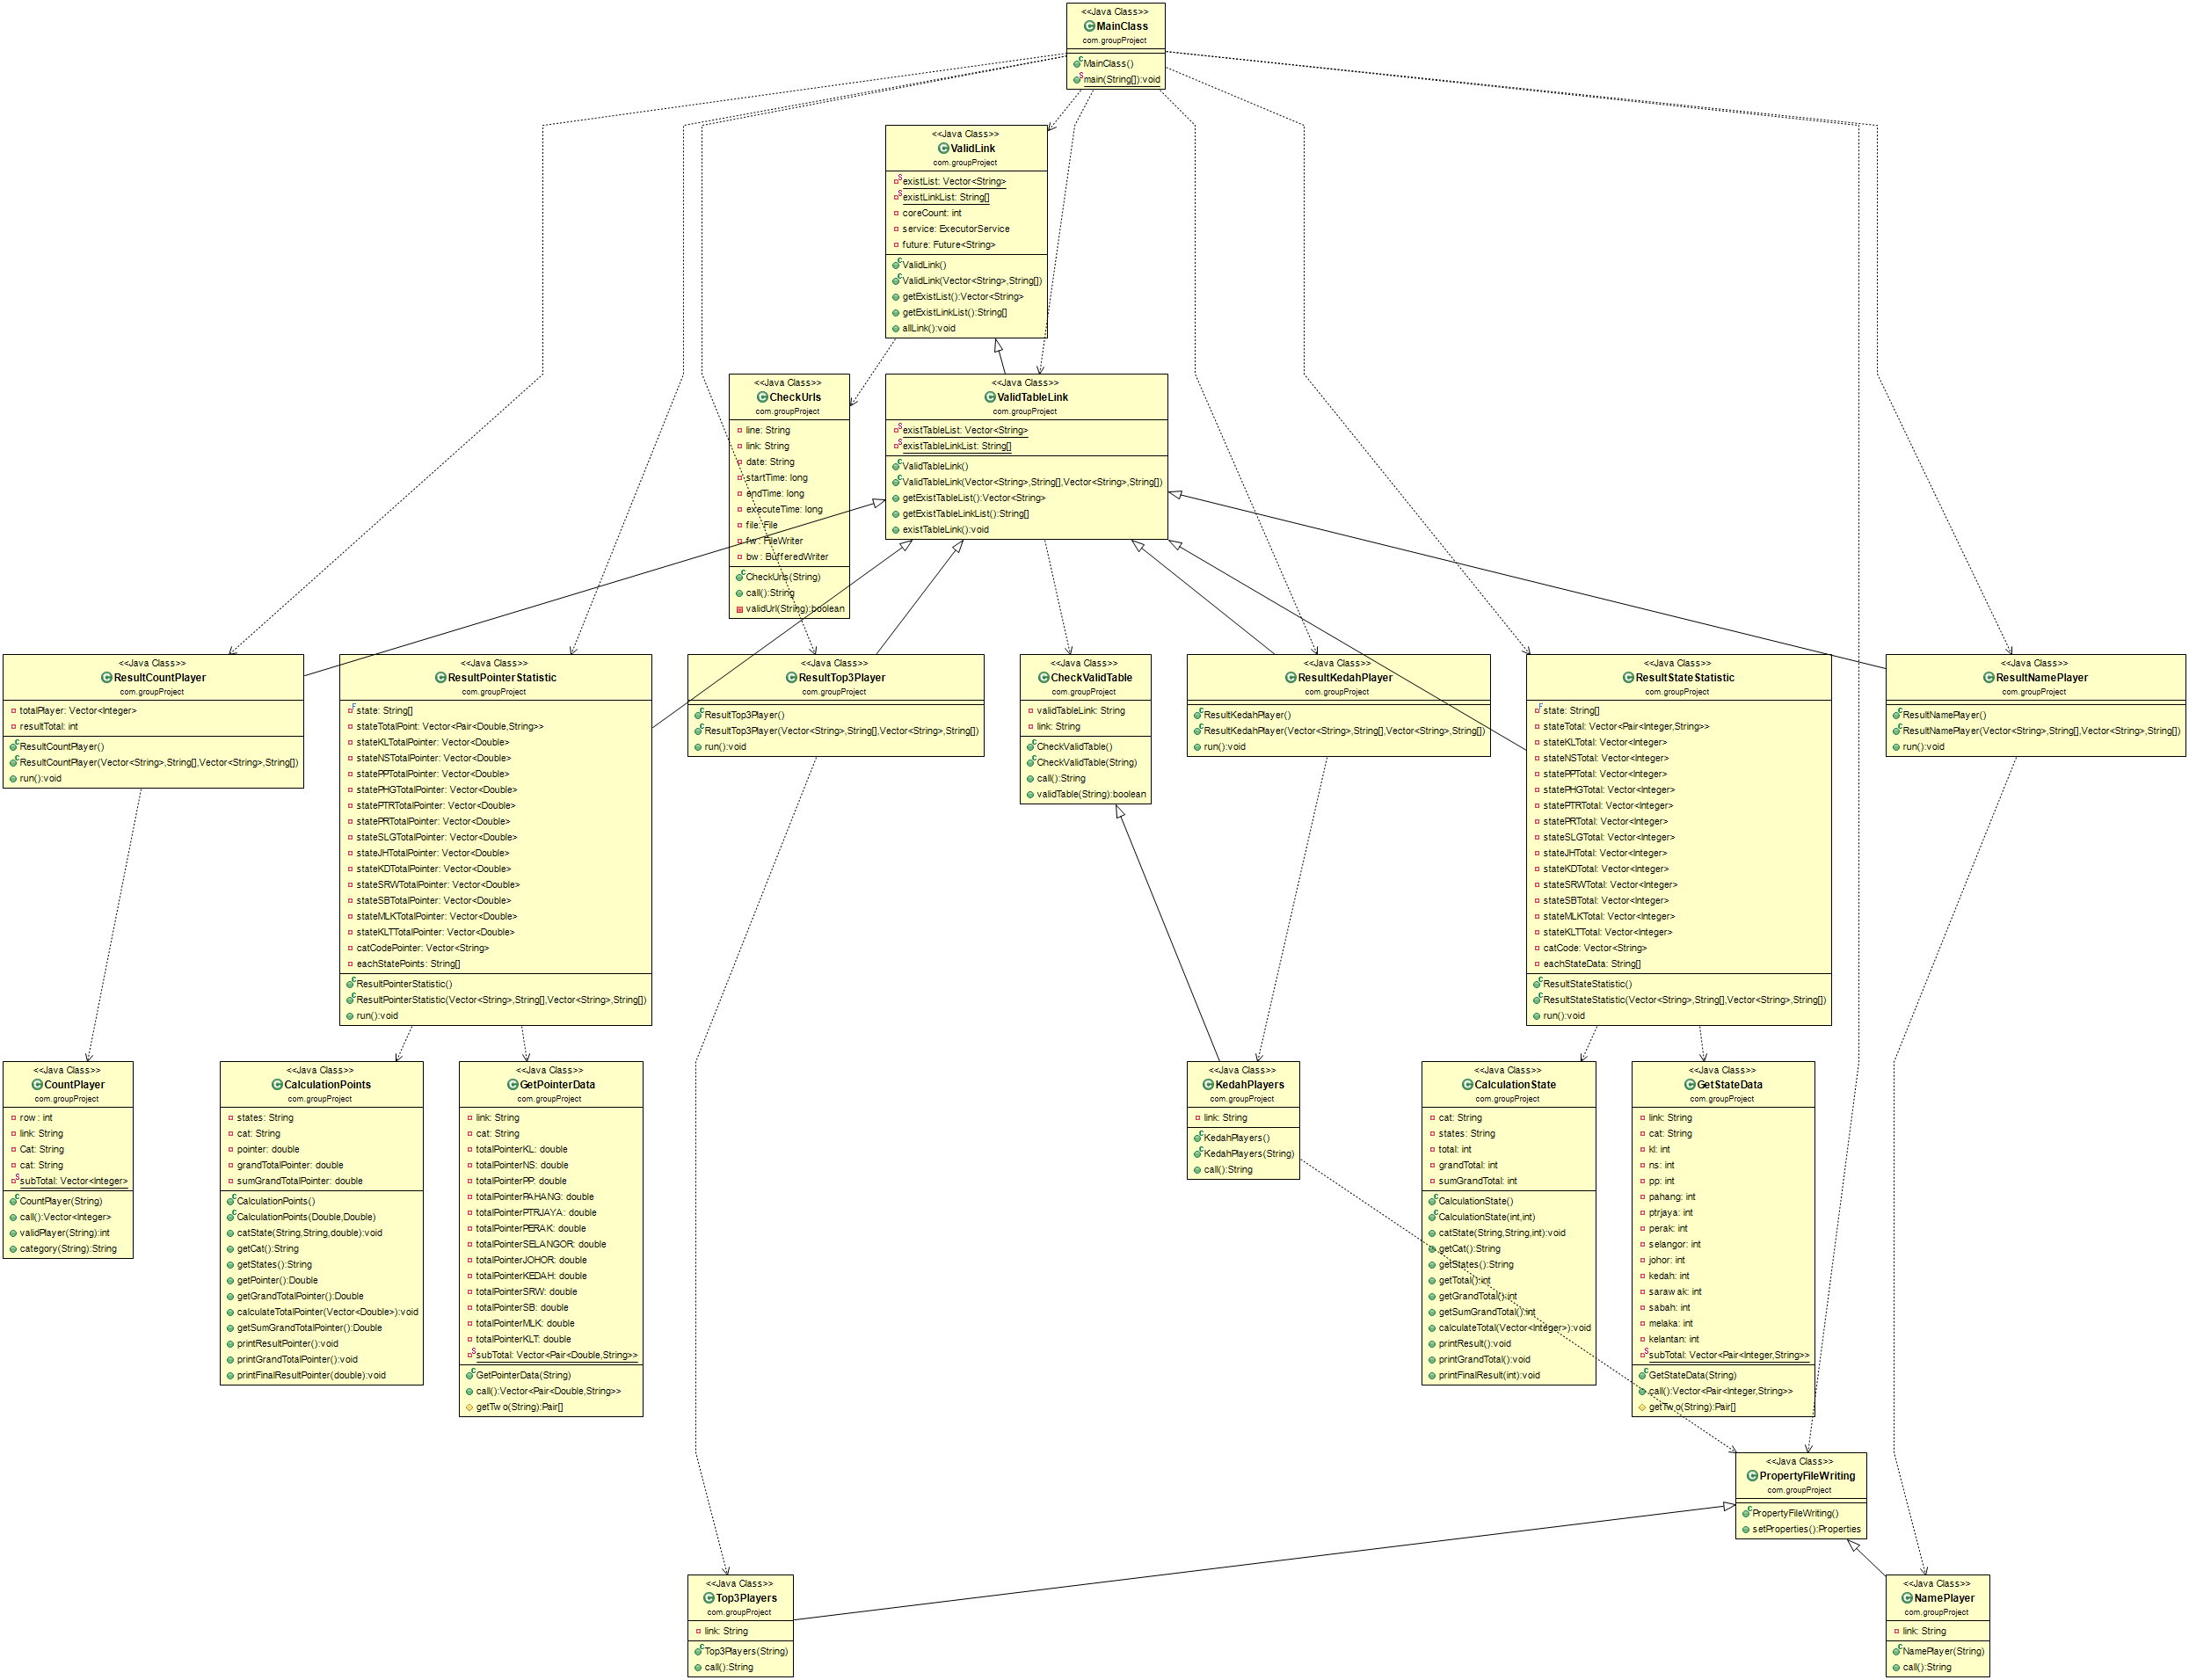 <<Java Class>>
MainClass
com.groupProject
MainClass()
main(String[]):void
<<Java Class>>
ValidLink
com.groupProject
existList: Vector<String>
existLinkList: String[]
coreCount: int
service: ExecutorService
future: Future<String>
ValidLink()
ValidLink(Vector<String>,String[])
getExistList():Vector<String>
getExistLinkList():String[]
allLink():void
<<Java Class>>
CheckUrls
com.groupProject
line: String
link: String
date: String
startTime: long
endTime: long
executeTime: long
file: File
fw: FileWriter
bw: BufferedWriter
CheckUrls(String)
call():String
validUrl(String):boolean
<<Java Class>>
ValidTableLink
com.groupProject
existTableList: Vector<String>
existTableLinkList: String[]
ValidTableLink()
ValidTableLink(Vector<String>,String[],Vector<String>,String[])
getExistTableList():Vector<String>
getExistTableLinkList():String[]
existTableLink():void
<<Java Class>>
ResultCountPlayer
com.groupProject
totalPlayer: Vector<Integer>
resultTotal: int
ResultCountPlayer()
ResultCountPlayer(Vector<String>,String[],Vector<String>,String[])
run():void
<<Java Class>>
ResultPointerStatistic
com.groupProject
state: String[]
stateTotalPoint: Vector<Pair<Double,String>>
stateKLTotalPointer: Vector<Double>
stateNSTotalPointer: Vector<Double>
statePPTotalPointer: Vector<Double>
statePHGTotalPointer: Vector<Double>
statePTRTotalPointer: Vector<Double>
statePRTotalPointer: Vector<Double>
stateSLGTotalPointer: Vector<Double>
stateJHTotalPointer: Vector<Double>
stateKDTotalPointer: Vector<Double>
stateSRWTotalPointer: Vector<Double>
stateSBTotalPointer: Vector<Double>
stateMLKTotalPointer: Vector<Double>
stateKLTTotalPointer: Vector<Double>
catCodePointer: Vector<String>
eachStatePoints: String[]
ResultPointerStatistic()
ResultPointerStatistic(Vector<String>,String[],Vector<String>,String[])
run():void
<<Java Class>>
ResultTop3Player
com.groupProject
ResultTop3Player()
ResultTop3Player(Vector<String>,String[],Vector<String>,String[])
run():void
<<Java Class>>
CheckValidTable
com.groupProject
validTableLink: String
link: String
CheckValidTable()
CheckValidTable(String)
call():String
validTable(String):boolean
<<Java Class>>
ResultKedahPlayer
com.groupProject
ResultKedahPlayer()
ResultKedahPlayer(Vector<String>,String[],Vector<String>,String[])
run():void
<<Java Class>>
ResultStateStatistic
com.groupProject
state: String[]
stateTotal: Vector<Pair<Integer,String>>
stateKLTotal: Vector<Integer>
stateNSTotal: Vector<Integer>
statePPTotal: Vector<Integer>
statePHGTotal: Vector<Integer>
statePTRTotal: Vector<Integer>
statePRTotal: Vector<Integer>
stateSLGTotal: Vector<Integer>
stateJHTotal: Vector<Integer>
stateKDTotal: Vector<Integer>
stateSRWTotal: Vector<Integer>
stateSBTotal: Vector<Integer>
stateMLKTotal: Vector<Integer>
stateKLTTotal: Vector<Integer>
catCode: Vector<String>
eachStateData: String[]
ResultStateStatistic()
ResultStateStatistic(Vector<String>,String[],Vector<String>,String[])
run():void
<<Java Class>>
ResultNamePlayer
com.groupProject
ResultNamePlayer()
ResultNamePlayer(Vector<String>,String[],Vector<String>,String[])
run():void
<<Java Class>>
CountPlayer
com.groupProject
row: int
link: String
Cat: String
cat: String
subTotal: Vector<Integer>
CountPlayer(String)
call():Vector<Integer>
validPlayer(String):int
category(String):String
<<Java Class>>
CalculationPoints
com.groupProject
states: String
cat: String
pointer: double
grandTotalPointer: double
sumGrandTotalPointer: double
CalculationPoints()
CalculationPoints(Double,Double)
catState(String,String,double):void
getCat():String
getStates():String
getPointer():Double
getGrandTotalPointer():Double
calculateTotalPointer(Vector<Double>):void
getSumGrandTotalPointer():Double
printResultPointer():void
printGrandTotalPointer():void
printFinalResultPointer(double):void
<<Java Class>>
GetPointerData
com.groupProject
link: String
cat: String
totalPointerKL: double
totalPointerNS: double
totalPointerPP: double
totalPointerPAHANG: double
totalPointerPTRJAYA: double
totalPointerPERAK: double
totalPointerSELANGOR: double
totalPointerJOHOR: double
totalPointerKEDAH: double
totalPointerSRW: double
totalPointerSB: double
totalPointerMLK: double
totalPointerKLT: double
subTotal: Vector<Pair<Double,String>>
GetPointerData(String)
call():Vector<Pair<Double,String>>
getTwo(String):Pair[]
<<Java Class>>
KedahPlayers
com.groupProject
link: String
KedahPlayers()
KedahPlayers(String)
call():String
<<Java Class>>
CalculationState
com.groupProject
cat: String
states: String
total: int
grandTotal: int
sumGrandTotal: int
CalculationState()
CalculationState(int,int)
catState(String,String,int):void
getCat():String
getStates():String
getTotal():int
getGrandTotal():int
getSumGrandTotal():int
calculateTotal(Vector<Integer>):void
printResult():void
printGrandTotal():void
printFinalResult(int):void
<<Java Class>>
GetStateData
com.groupProject
link: String
cat: String
kl: int
ns: int
pp: int
pahang: int
ptrjaya: int
perak: int
selangor: int
johor: int
kedah: int
sarawak: int
sabah: int
melaka: int
kelantan: int
subTotal: Vector<Pair<Integer,String>>
GetStateData(String)
call():Vector<Pair<Integer,String>>
getTwo(String):Pair[]
<<Java Class>>
PropertyFileWriting
com.groupProject
PropertyFileWriting()
setProperties():Properties
<<Java Class>>
Top3Players
com.groupProject
link: String
Top3Players(String)
call():String
<<Java Class>>
NamePlayer
com.groupProject
link: String
NamePlayer(String)
call():String